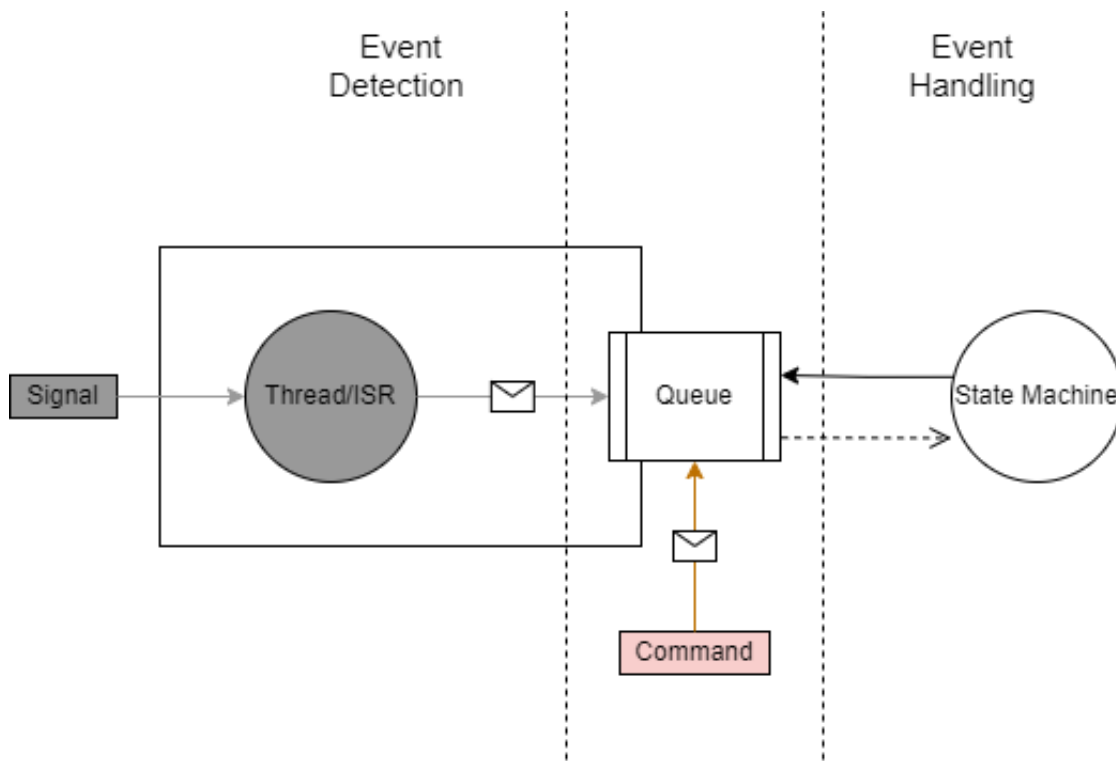 Event
Detection
Event
Handling
Signal
Thread/ISR
Queue
State Machine
Command